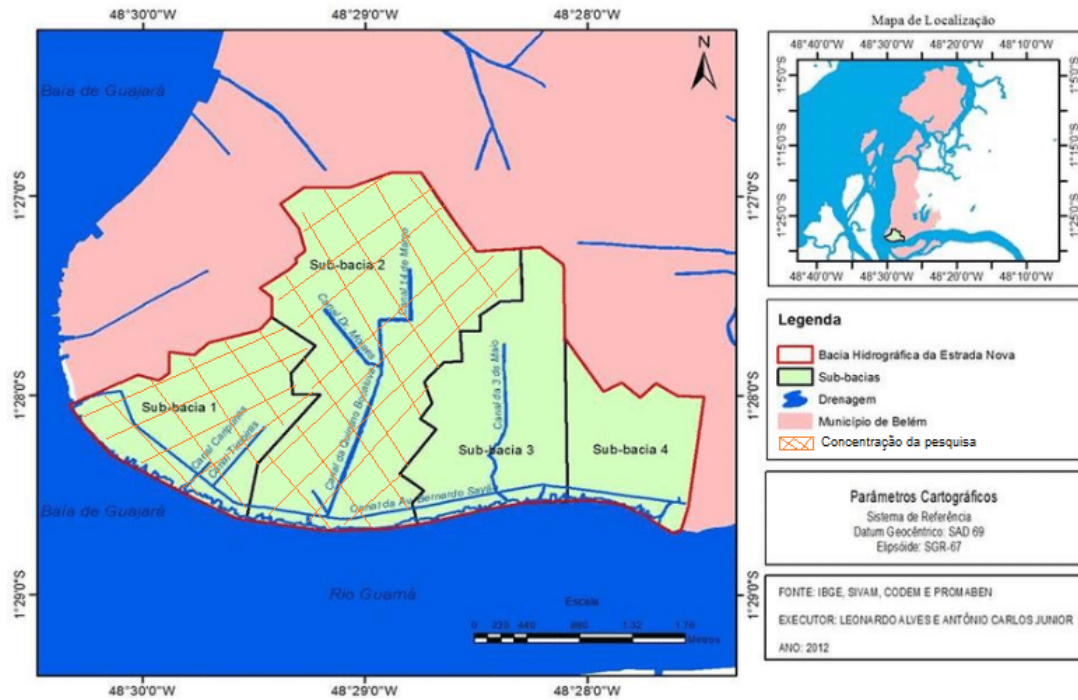 48°30'0"W 48°29'0"W 48°28'0"W
Baía de Guajará
N
1°27'0"S
1°27'0"S
Sub-bacia 2
Canal 14 de Março
Canal Dr. Moises
1°28'0"S
1°28'0"S
Sub-bacia 1
Canal Caripunas
Canal Timbiras
Canal da Quintino Bocaiuva
Canal da 3 de Maio
Sub-bacia 3
Sub-bacia 4
Canal da Av. Bernardo Sayão
Baía de Guajará
1°29'0"S
1°29'0"S
Rio Guamá
Escala
0 220 440 880 1.32 1.76
Metros
48°30'0"W 48°29'0"W 48°28'0"W
Mapa de Localização
48°40'0"W 48°30'0"W 48°20'0"W 48°10'0"W
1°5'0"S
1°5'0"S
1°15'0"S
1°15'0"S
1°25'0"S
1°25'0"S
48°40'0"W 48°30'0"W 48°20'0"W 48°10'0"W
Legenda
Bacia Hidrográfica da Estrada Nova
Sub-bacias
Drenagem
Município de Belém
Concentração da pesquisa
Parâmetros Cartográficos
Sistema de Referência
Datum Geocêntrico: SAD 69
Elipsóide: SGR-67
FONTE: IBGE, SIVAM, CODEM E PROMABEN
EXECUTOR: LEONARDO ALVES E ANTÔNIO CARLOS JUNIOR
ANO: 2012